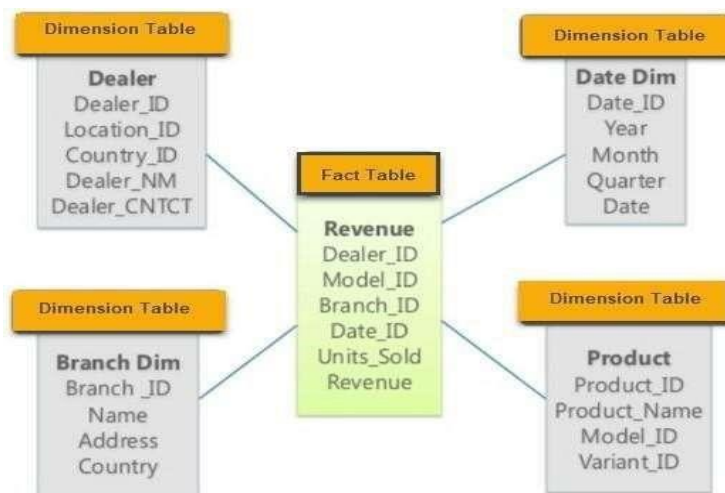 Dimension Table
Dealer
Dealer_ID
Location_ID
Country_ID
Dealer_NM
Dealer_CNTCT
Dimension Table
Date Dim
Date_ID
Year
Month
Quarter
Date
Fact Table
Revenue
Dealer_ID
Model_ID
Branch_ID
Date_ID
Units_Sold
Revenue
Dimension Table
Branch Dim
Branch _ID
Name
Address
Country
Dimension Table
Product
Product_ID
Product_Name
Model_ID
Variant_ID